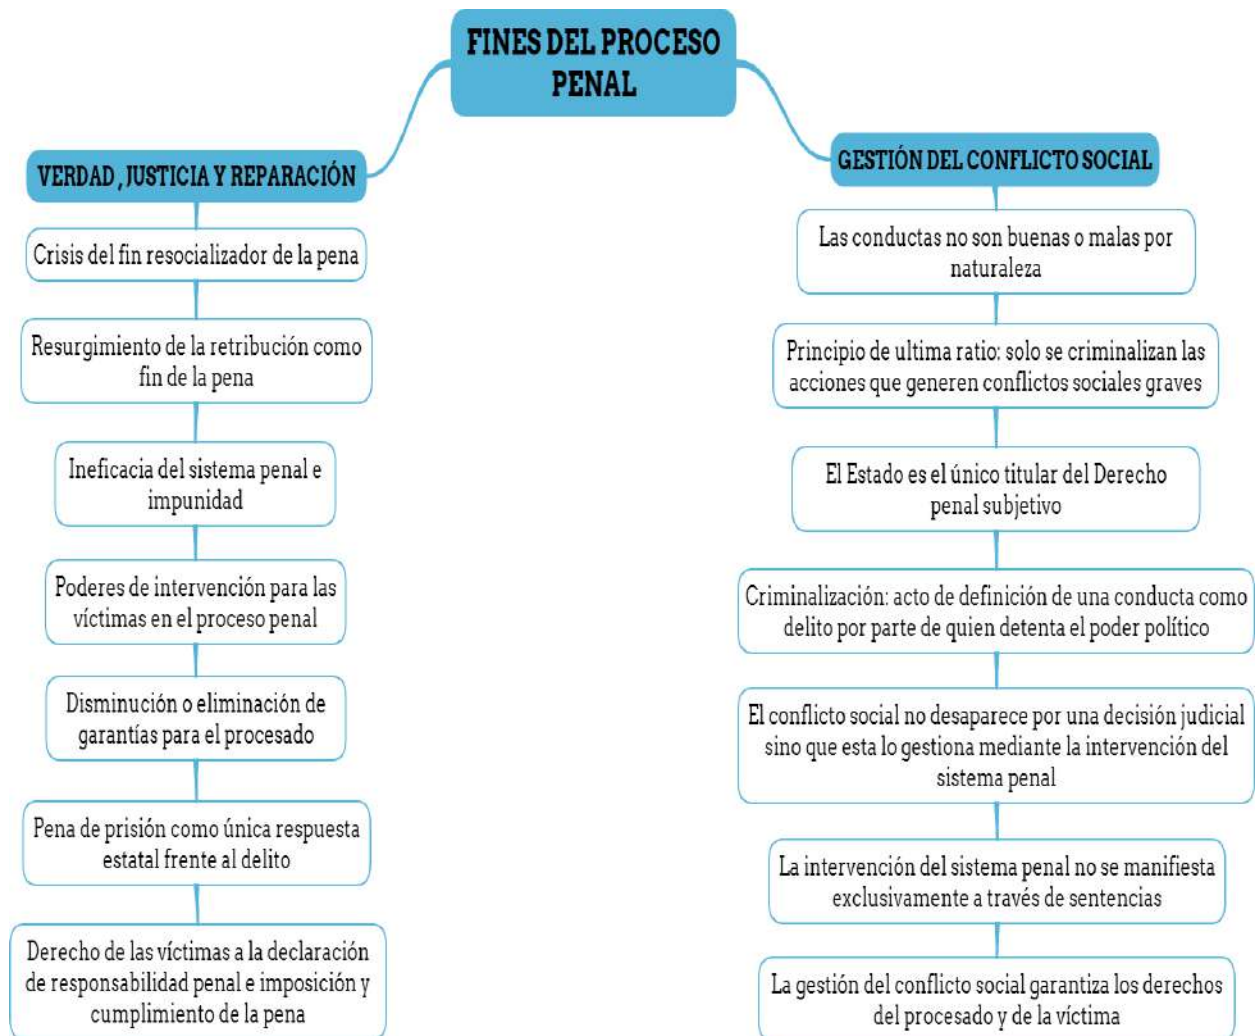 FINES DEL PROCESO
PENAL
VERDAD , JUSTICIA Y REPARACIÓN
Crisis del fin resocializador de la pena
Resurgimiento de la retribución como
fin de la pena
Ineficacia del sistema penal e
impunidad
Poderes de intervención para las
víctimas en el proceso penal
Disminución o eliminación de
garantías para el procesado
Pena de prisión como única respuesta
estatal frente al delito
Derecho de las víctimas a la declaración
de responsabilidad penal e imposición y
cumplimiento de la pena
GESTIÓN DEL CONFLICTO SOCIAL
Las conductas no son buenas o malas por
naturaleza
Principio de ultima ratio: solo se criminalizan las
acciones que generen conflictos sociales graves
El Estado es el único titular del Derecho
penal subjetivo
Criminalización: acto de definición de una conducta como
delito por parte de quien detenta el poder político
El conflicto social no desaparece por una decisión judicial
sino que esta lo gestiona mediante la intervención del
sistema penal
La intervención del sistema penal no se manifiesta
exclusivamente a través de sentencias
La gestión del conflicto social garantiza los derechos
del procesado y de la víctima